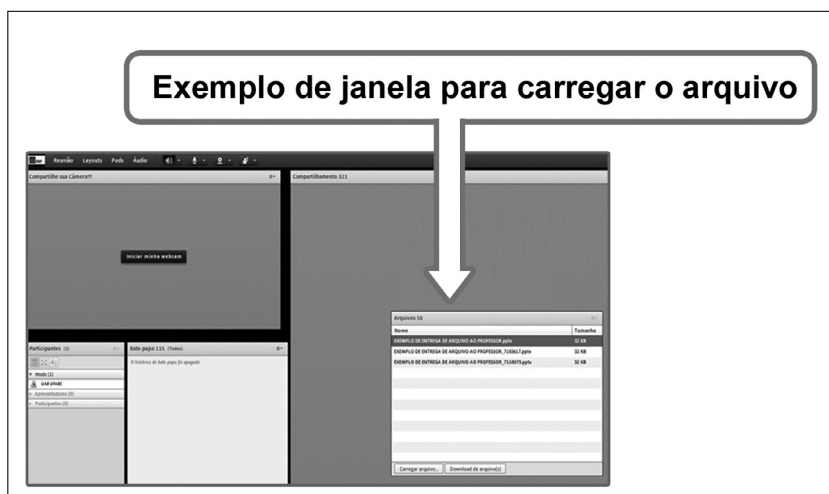 Exemplo de janela para carregar o arquivo
Reunião Layouts Pods Áudio
Compartilhe sua Câmera!!!
Compartilhamento 121
Iniciar minha webcam
Arquivos 56
Nome Tamanho
EXEMPLO DE ENTREGA DE ARQUIVO AO PROFESSOR.pptx 32 KB
EXEMPLO DE ENTREGA DE ARQUIVO AO PROFESSOR_7183617.pptx 32 KB
EXEMPLO DE ENTREGA DE ARQUIVO AO PROFESSOR_7158675.pptx 32 KB
Participantes (1)
Bate-papo 115 (Todos)
O histórico de bate-papo foi apagado
Hosts (1)
UAB UFABC
Apresentadores (0)
Participantes (0)
Carregar arquivo... Download de arquivo(s)